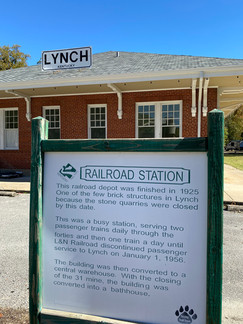 LYNCH
KENTUCKY
RAILROAD STATION
This railroad depot was finished in 1925
One of the few brick structures in Lynch
because the stone quarries were closed
by this date.
This was a busy station, serving two
passenger trains daily through the
forties and then one train a day until
L&N Railroad discontinued passenger
service to Lynch on January 1, 1956.
The building was then converted to a
central warehouse. With the closing
of the 31 mine, the building was
converted into a bathhouse.